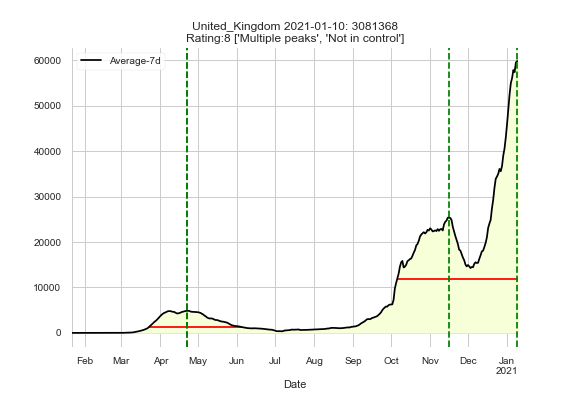 United_Kingdom 2021-01-10: 3081368
Rating:8 ['Multiple peaks', 'Not in control']
Average-7d
60000
50000
40000
30000
20000
10000
0
Feb Mar Apr May Jun Jul Aug Sep Oct Nov Dec Jan
2021
Date